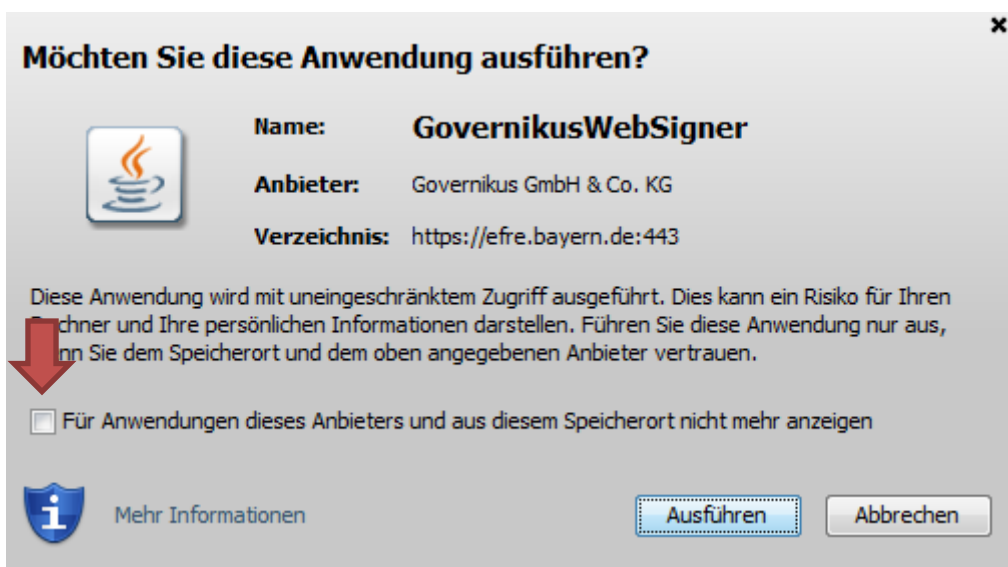 Möchten Sie diese Anwendung ausführen?
Name: GovernikusWebSigner
Anbieter: Governikus GmbH & Co. KG
Verzeichnis: https://efre.bayern.de:443
Diese Anwendung wird mit uneingeschränktem Zugriff ausgeführt. Dies kann ein Risiko für Ihren
und Ihre persönlichen Informationen darstellen. Führen Sie diese Anwendung nur aus,
Sie dem Speicherort und dem oben angegebenen Anbieter vertrauen.
Für Anwendungen dieses Anbieters und aus diesem Speicherort nicht mehr anzeigen
Mehr Informationen
Ausführen
Abbrechen